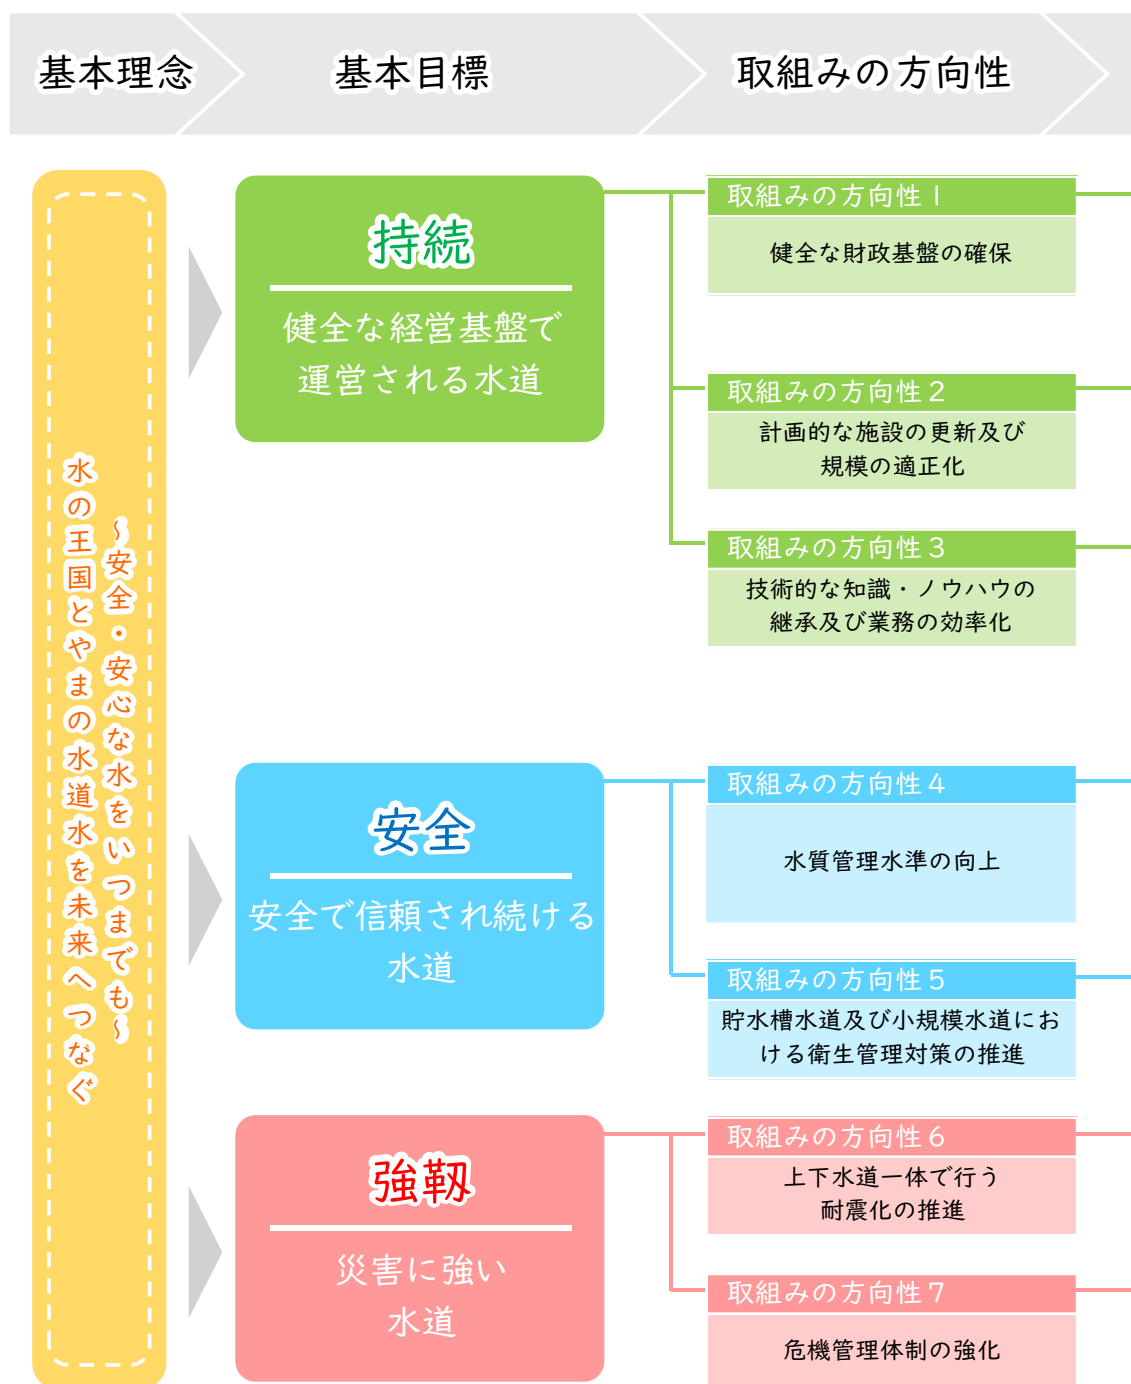 基本理念
基本目標
取組みの方向性
水の王国とやまの水道水を未来へつなぐ
～安全・安心な水をいつまでも～
持続
健全な経営基盤で
運営される水道
取組みの方向性１
健全な財政基盤の確保
取組みの方向性２
計画的な施設の更新及び
規模の適正化
取組みの方向性３
技術的な知識・ノウハウの
継承及び業務の効率化
安全
安全で信頼され続ける
水道
取組みの方向性４
水質管理水準の向上
取組みの方向性５
貯水槽水道及び小規模水道にお
ける衛生管理対策の推進
強靱
災害に強い
水道
取組みの方向性６
上下水道一体で行う
耐震化の推進
取組みの方向性７
危機管理体制の強化